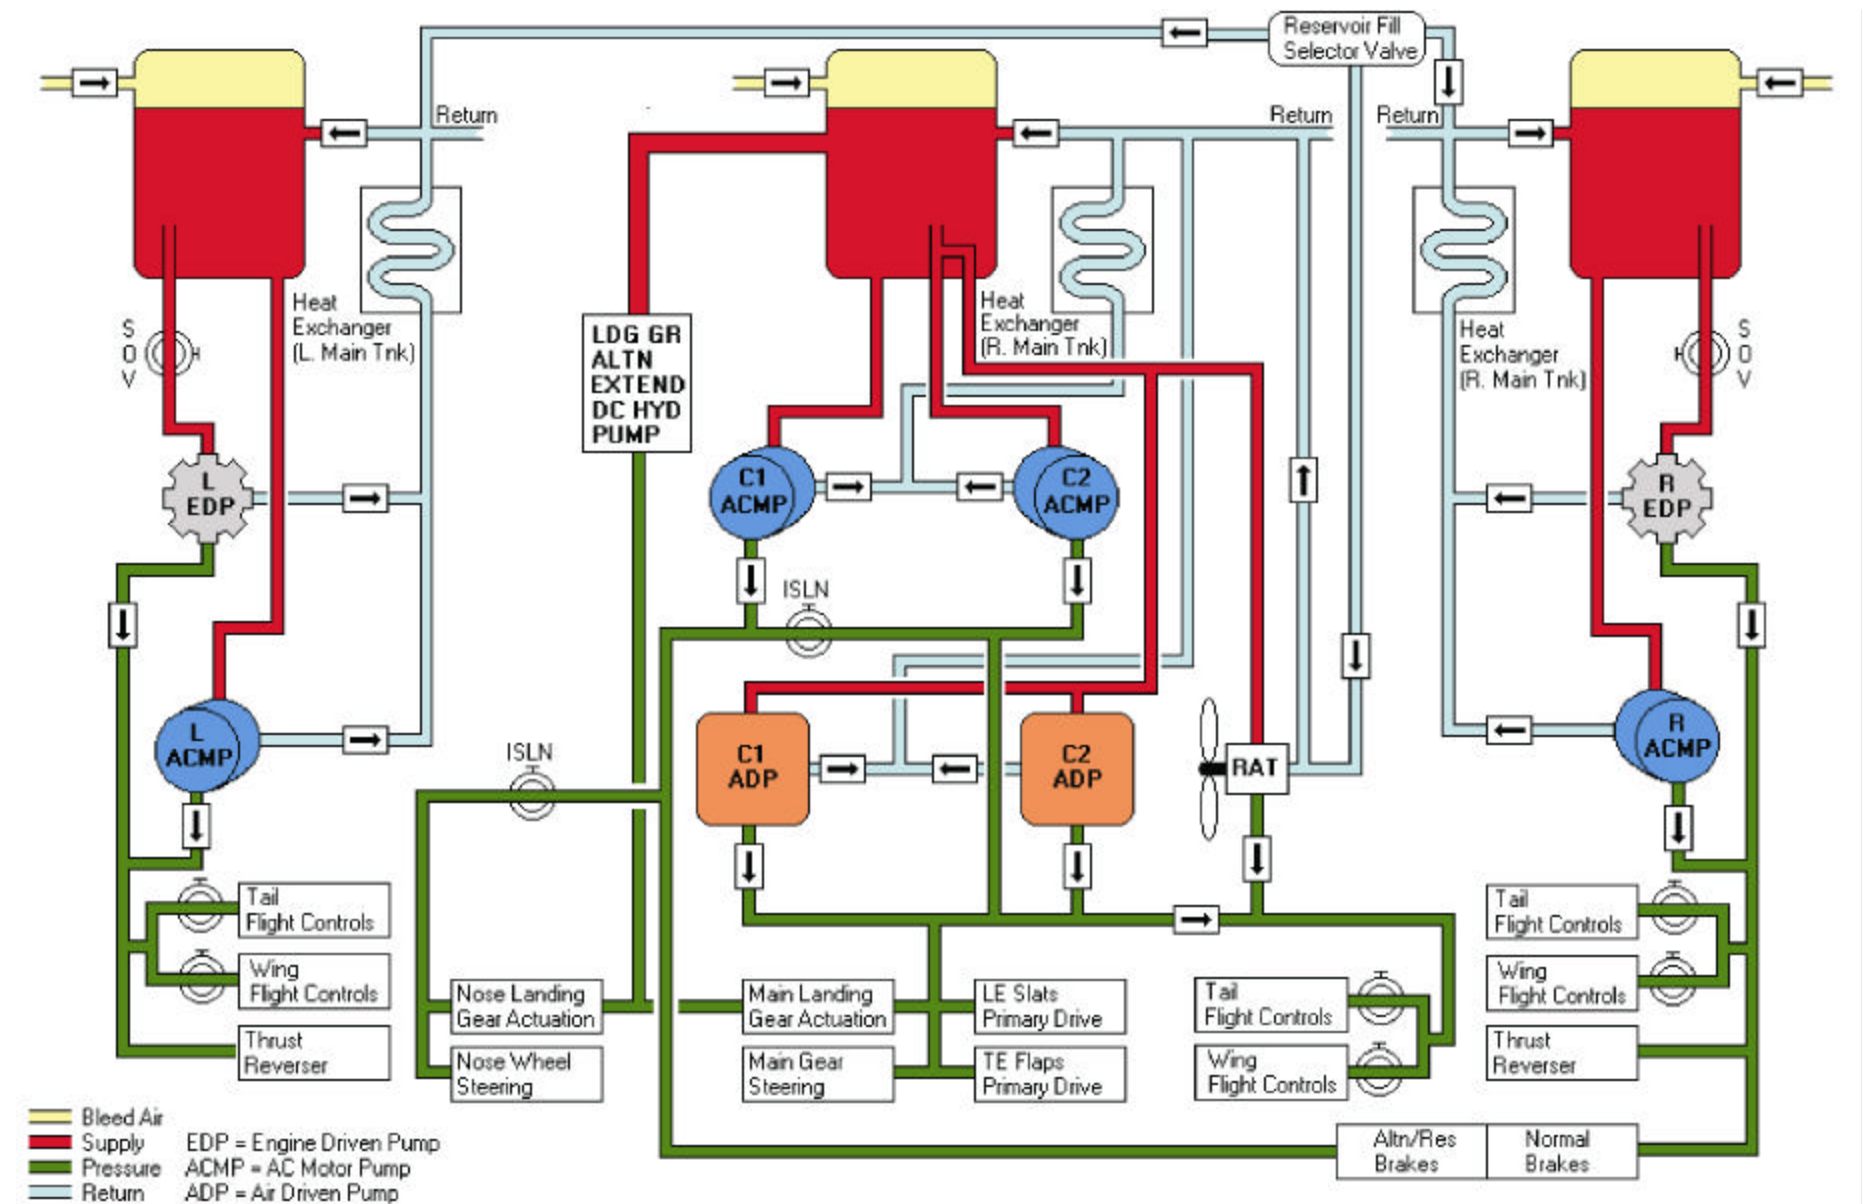 Reservoir Fill
Selector Valve
Return
Return
Return
Heat
Exchanger
(L. Main Tnk)
Heat
Exchanger
(R. Main Tnk)
Heat
Exchanger
(R. Main Tnk)
S
O
V
S
O
V
LDG GR
ALTN
EXTEND
DC HYD
PUMP
L
EDP
C1
ACMP
C2
ACMP
R
EDP
ISLN
L
ACMP
ISLN
C1
ADP
C2
ADP
RAT
R
ACMP
Tail
Flight Controls
Wing
Flight Controls
Thrust
Reverser
Nose Landing
Gear Actuation
Nose Wheel
Steering
Main Landing
Gear Actuation
Main Gear
Steering
LE Slats
Primary Drive
TE Flaps
Primary Drive
Tail
Flight Controls
Wing
Flight Controls
Tail
Flight Controls
Wing
Flight Controls
Thrust
Reverser
Altn/Res
Brakes
Normal
Brakes
Bleed Air
Supply EDP = Engine Driven Pump
Pressure ACMP = AC Motor Pump
Return ADP = Air Driven Pump